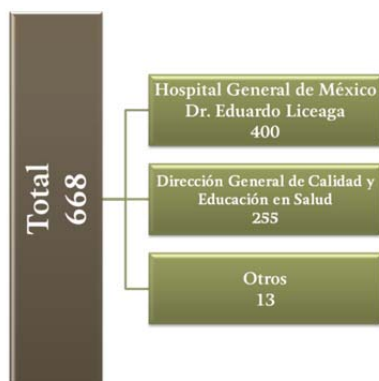 Total
668
Hospital General de México
Dr. Eduardo Liceaga
400
Dirección General de Calidad y
Educación en Salud
255
Otros
13